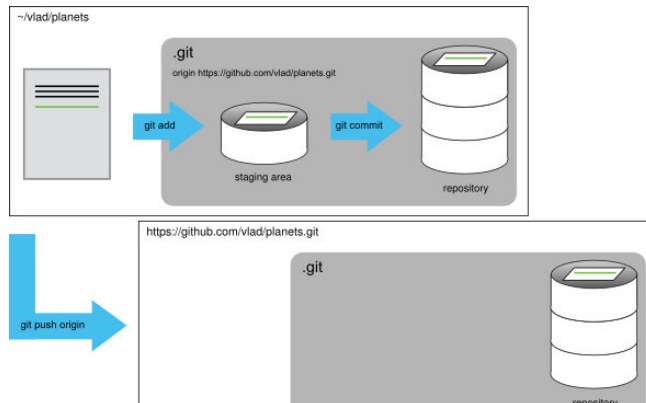 ~/vlad/planets
.git
origin https://github.com/vlad/planets.git
git add
git commit
staging area
repository
https://github.com/vlad/planets.git
.git
git push origin
repository